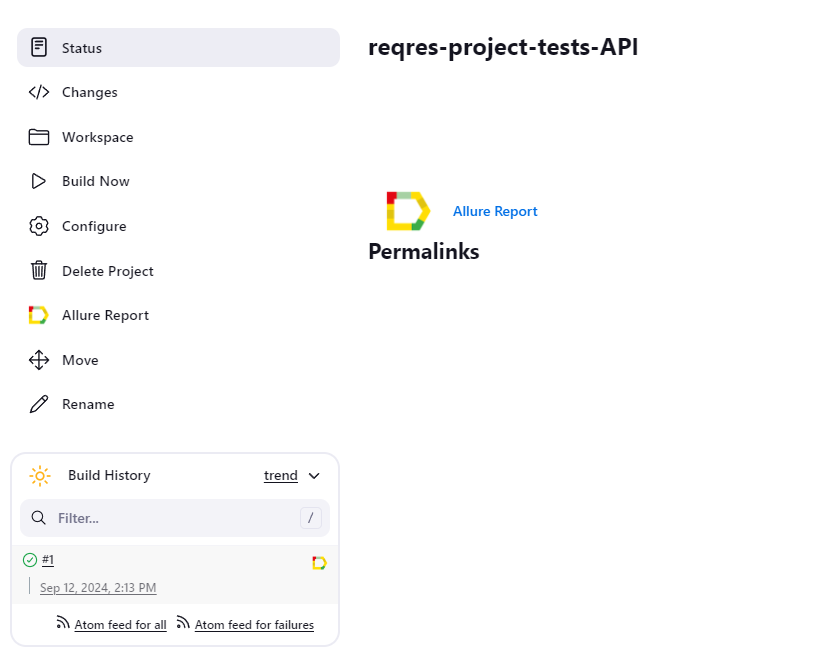 Status
Changes
Workspace
Build Now
Configure
Delete Project
Allure Report
Move
Rename
Build History trend
Filter... /
#1
Sep 12, 2024, 2:13 PM
Atom feed for all Atom feed for failures
reqres-project-tests-API
Allure Report
Permalinks